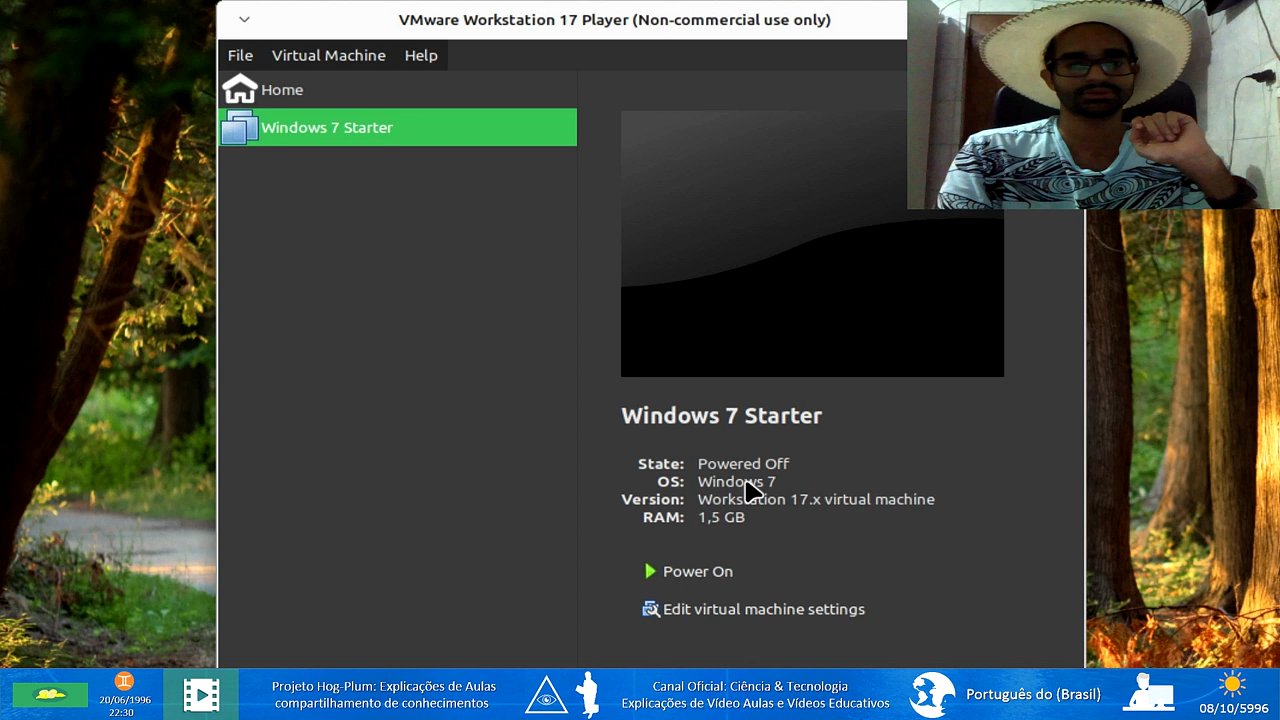 VMware Workstation 17 Player (Non-commercial use only)
File Virtual Machine Help
Home
Windows 7 Starter
Windows 7 Starter
State: Powered Off
OS: Windows 7
Version: Workstation 17.x virtual machine
RAM: 1,5 GB
Power On
Edit virtual machine settings
20/06/1996
22:30
Projeto Hog-Plum: Explicações de Aulas
compartilhamento de conhecimentos
Canal Oficial: Ciência & Tecnologia
Explicações de Vídeo Aulas e Vídeos Educativos
Português do (Brasil)
08/10/5996